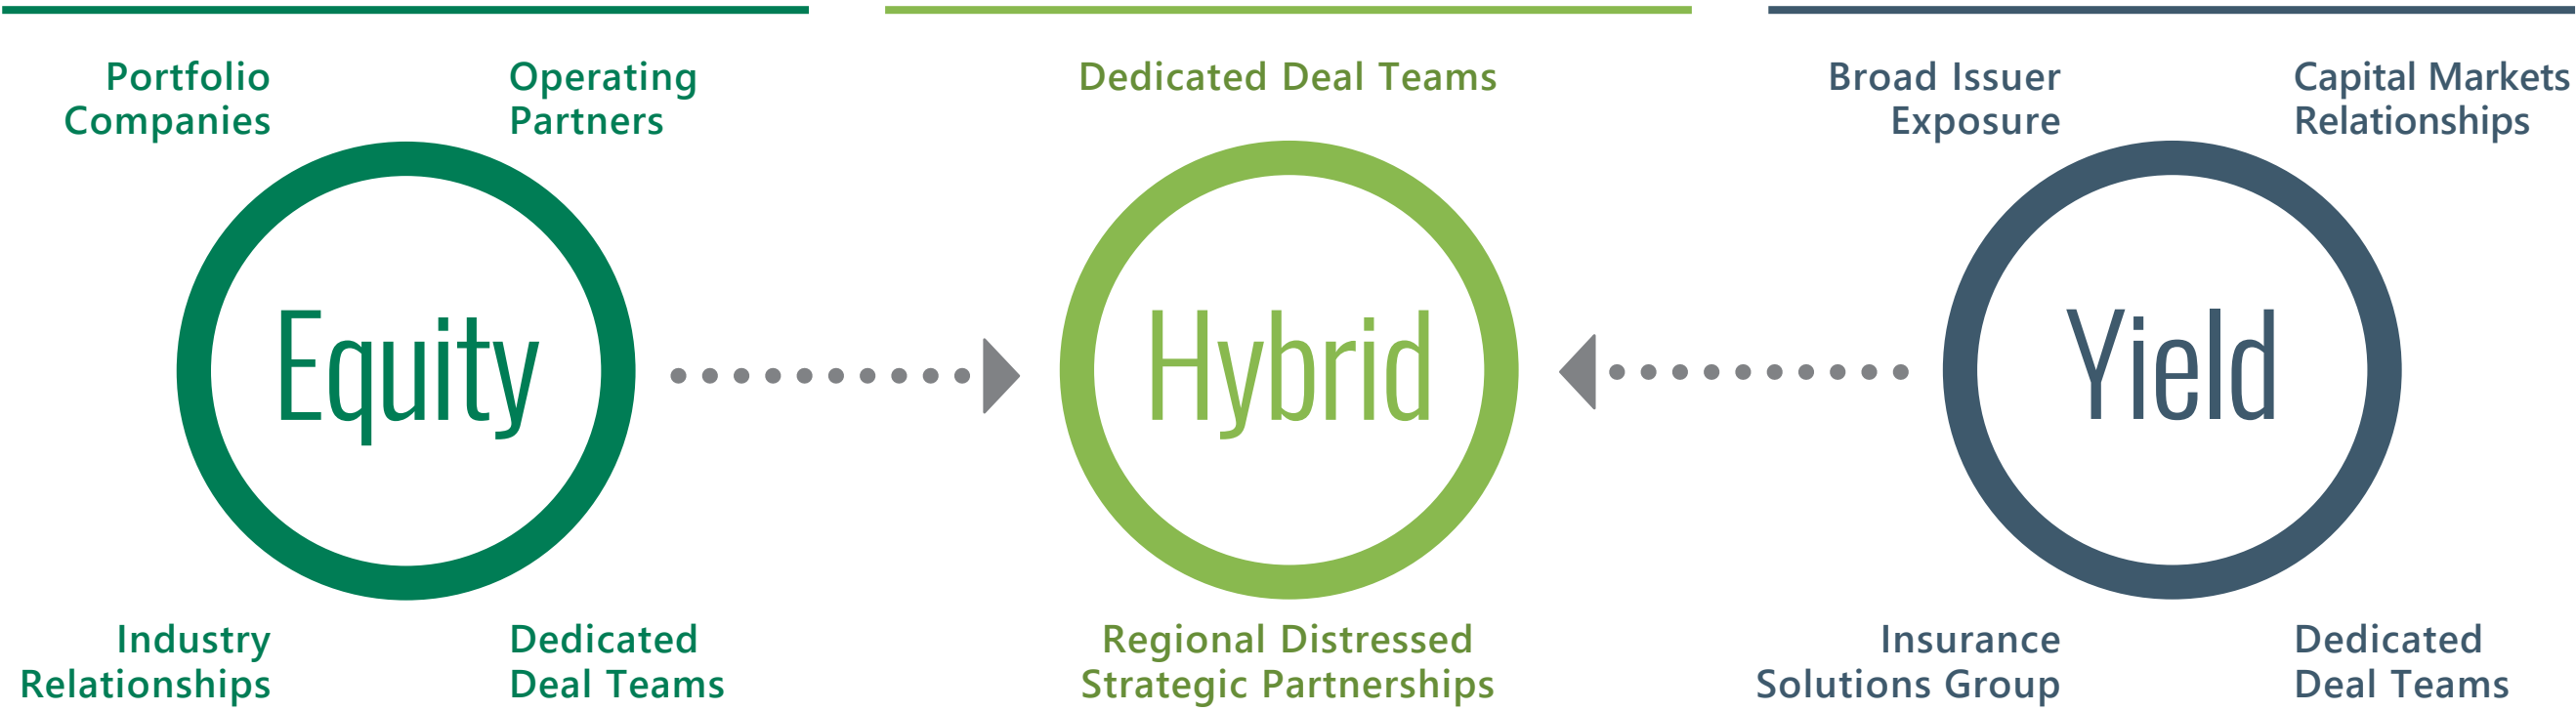 Portfolio
Companies
Operating
Partners
Equity
Industry
Relationships
Dedicated
Deal Teams
Dedicated Deal Teams
Hybrid
Regional Distressed
Strategic Partnerships
Broad Issuer
Exposure
Capital Markets
Relationships
Yield
Insurance
Solutions Group
Dedicated
Deal Teams